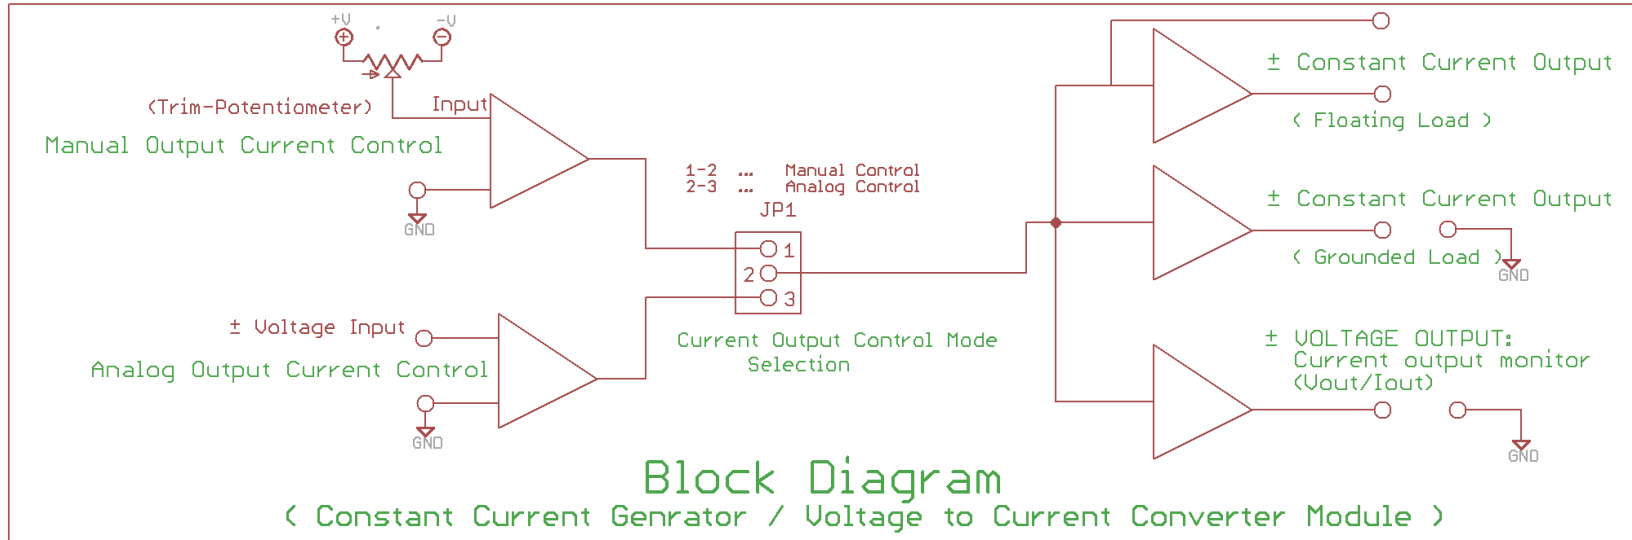 +V
-V
(Trim-Potentiometer)
Input
Manual Output Current Control
GND
± Voltage Input
Analog Output Current Control
GND
1-2 ... Manual Control
2-3 ... Analog Control
JP1
1
2
3
Current Output Control Mode
Selection
± Constant Current Output
( Floating Load )
± Constant Current Output
( Grounded Load )
GND
± VOLTAGE OUTPUT:
Current output monitor
(Vout/Iout)
GND
Block Diagram
( Constant Current Genrator / Voltage to Current Converter Module )